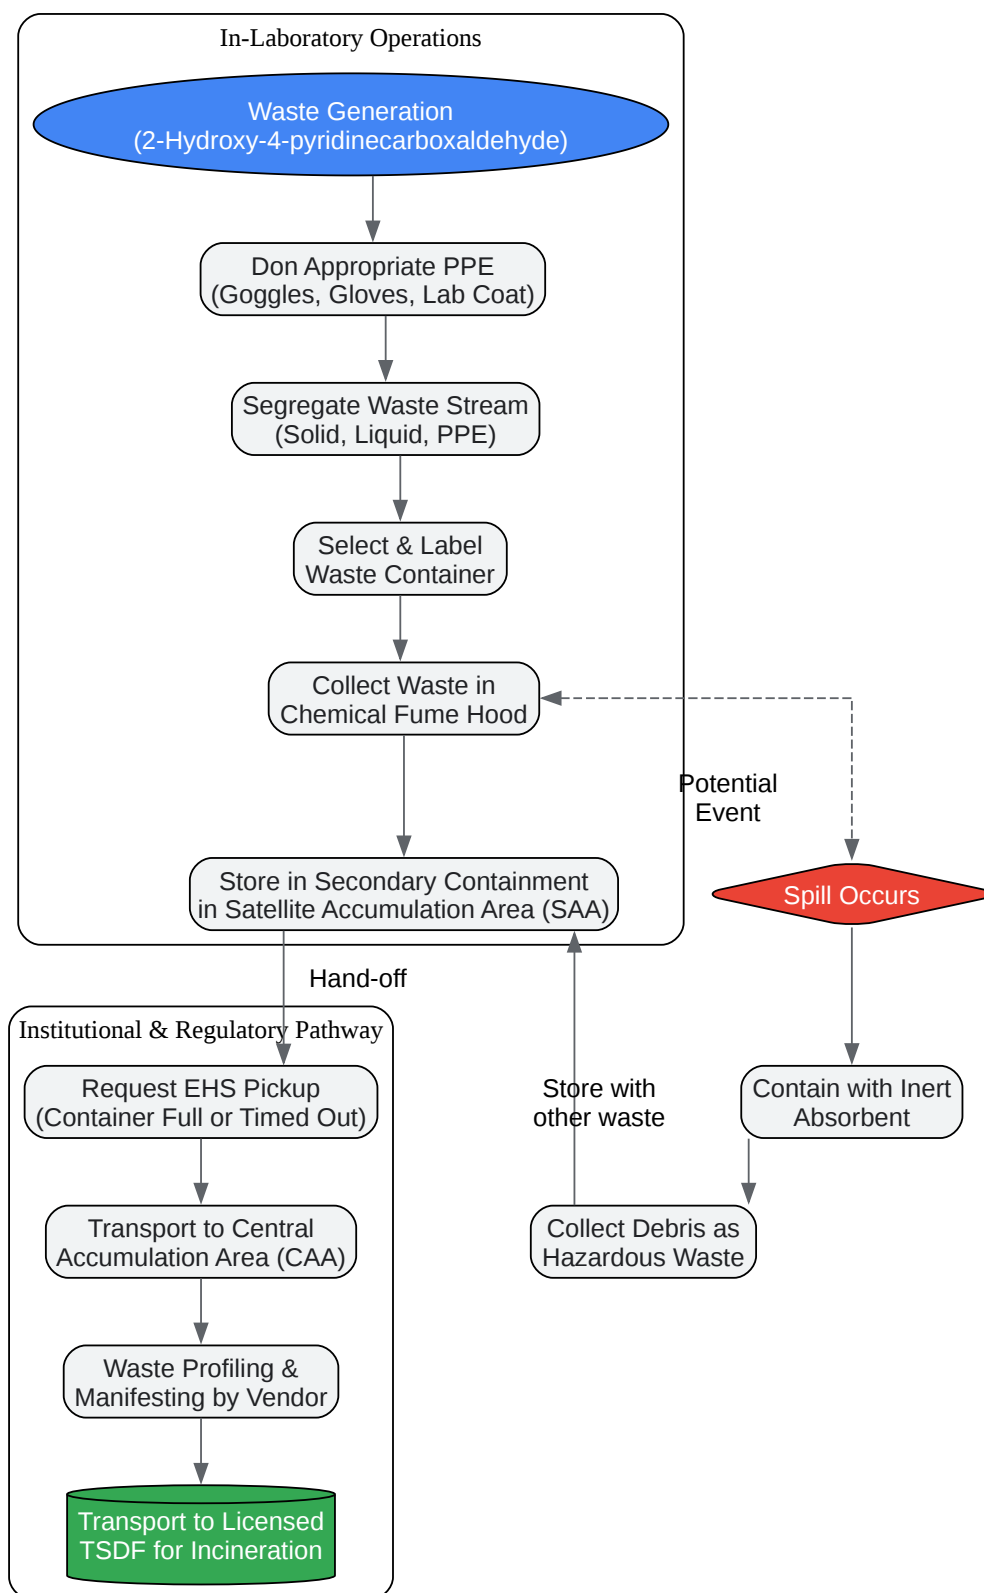 In-Laboratory Operations
Waste Generation
(2-Hydroxy-4-pyridinecarboxaldehyde)
Don Appropriate PPE
(Goggles, Gloves, Lab Coat)
Segregate Waste Stream
(Solid, Liquid, PPE)
Select & Label
Waste Container
Collect Waste in
Chemical Fume Hood
Potential
Event
Store in Secondary Containment
in Satellite Accumulation Area (SAA)
Spill Occurs
Hand-off
Institutional & Regulatory Pathway
Request EHS Pickup
(Container Full or Timed Out)
Store with
other waste
Contain with Inert
Absorbent
Transport to Central
Accumulation Area (CAA)
Collect Debris as
Hazardous Waste
Waste Profiling &
Manifesting by Vendor
Transport to Licensed
TSDF for Incineration